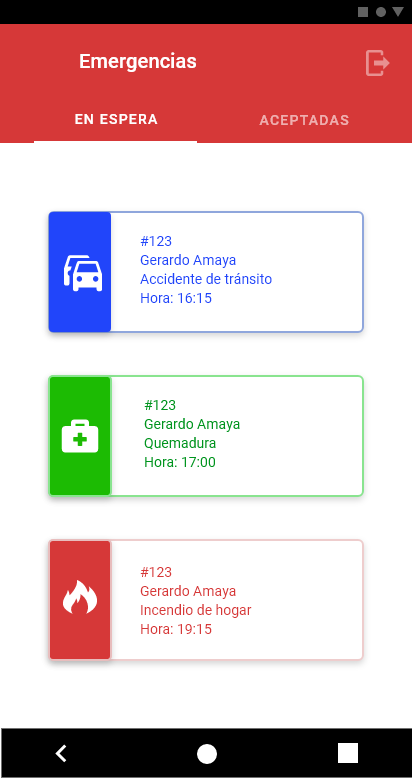 Emergencias
EN ESPERA
ACEPTADAS
#123
Gerardo Amaya
Accidente de tránsito
Hora: 16:15
#123
Gerardo Amaya
Quemadura
Hora: 17:00
#123
Gerardo Amaya
Incendio de hogar
Hora: 19:15